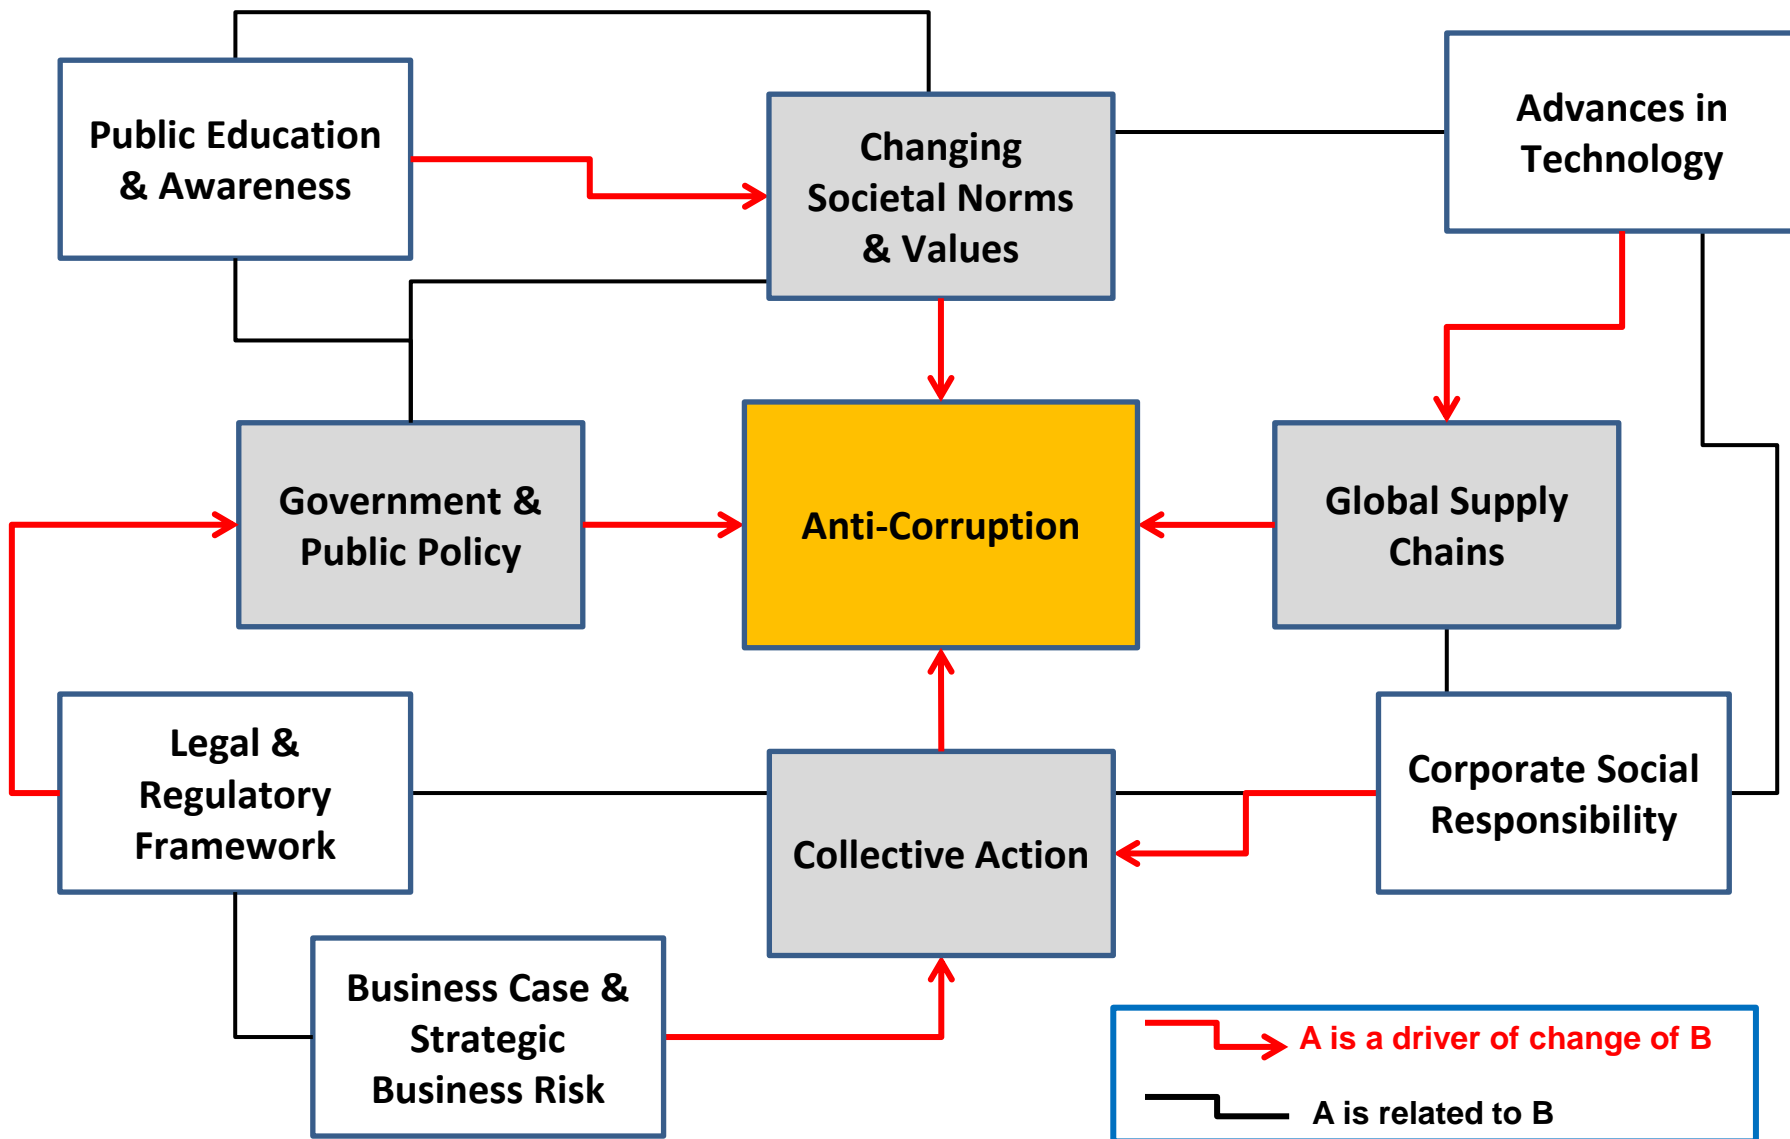 Public Education
& Awareness
Changing
Societal Norms
& Values
Advances in
Technology
Government &
Public Policy
Anti-Corruption
Global Supply
Chains
Legal &
Regulatory
Framework
Collective Action
Corporate Social
Responsibility
Business Case &
Strategic
Business Risk
A is a driver of change of B
A is related to B